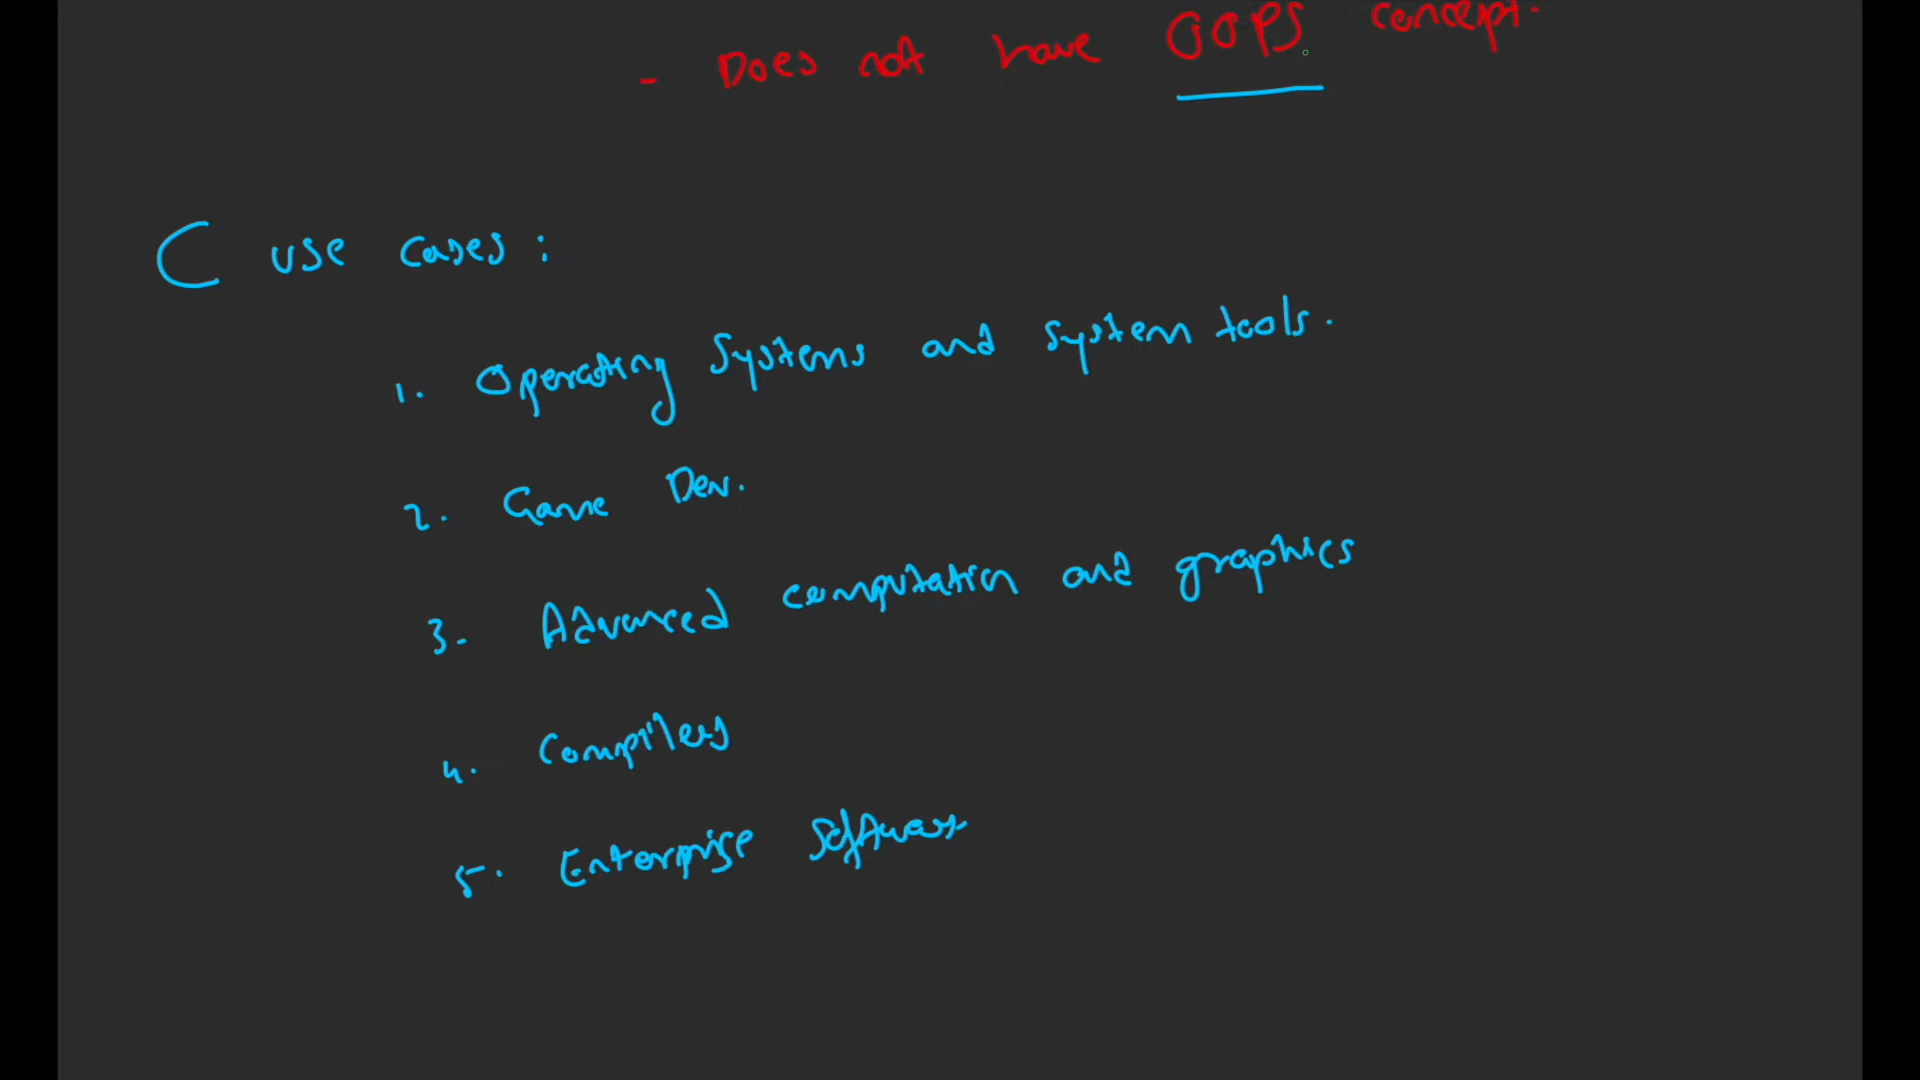 - Does not have OOPS concept.
C use cases :
1. Operating Systems and System tools.
2. Game Dev.
3. Advanced computation and graphics
4. Compilers
5. Enterprise Software